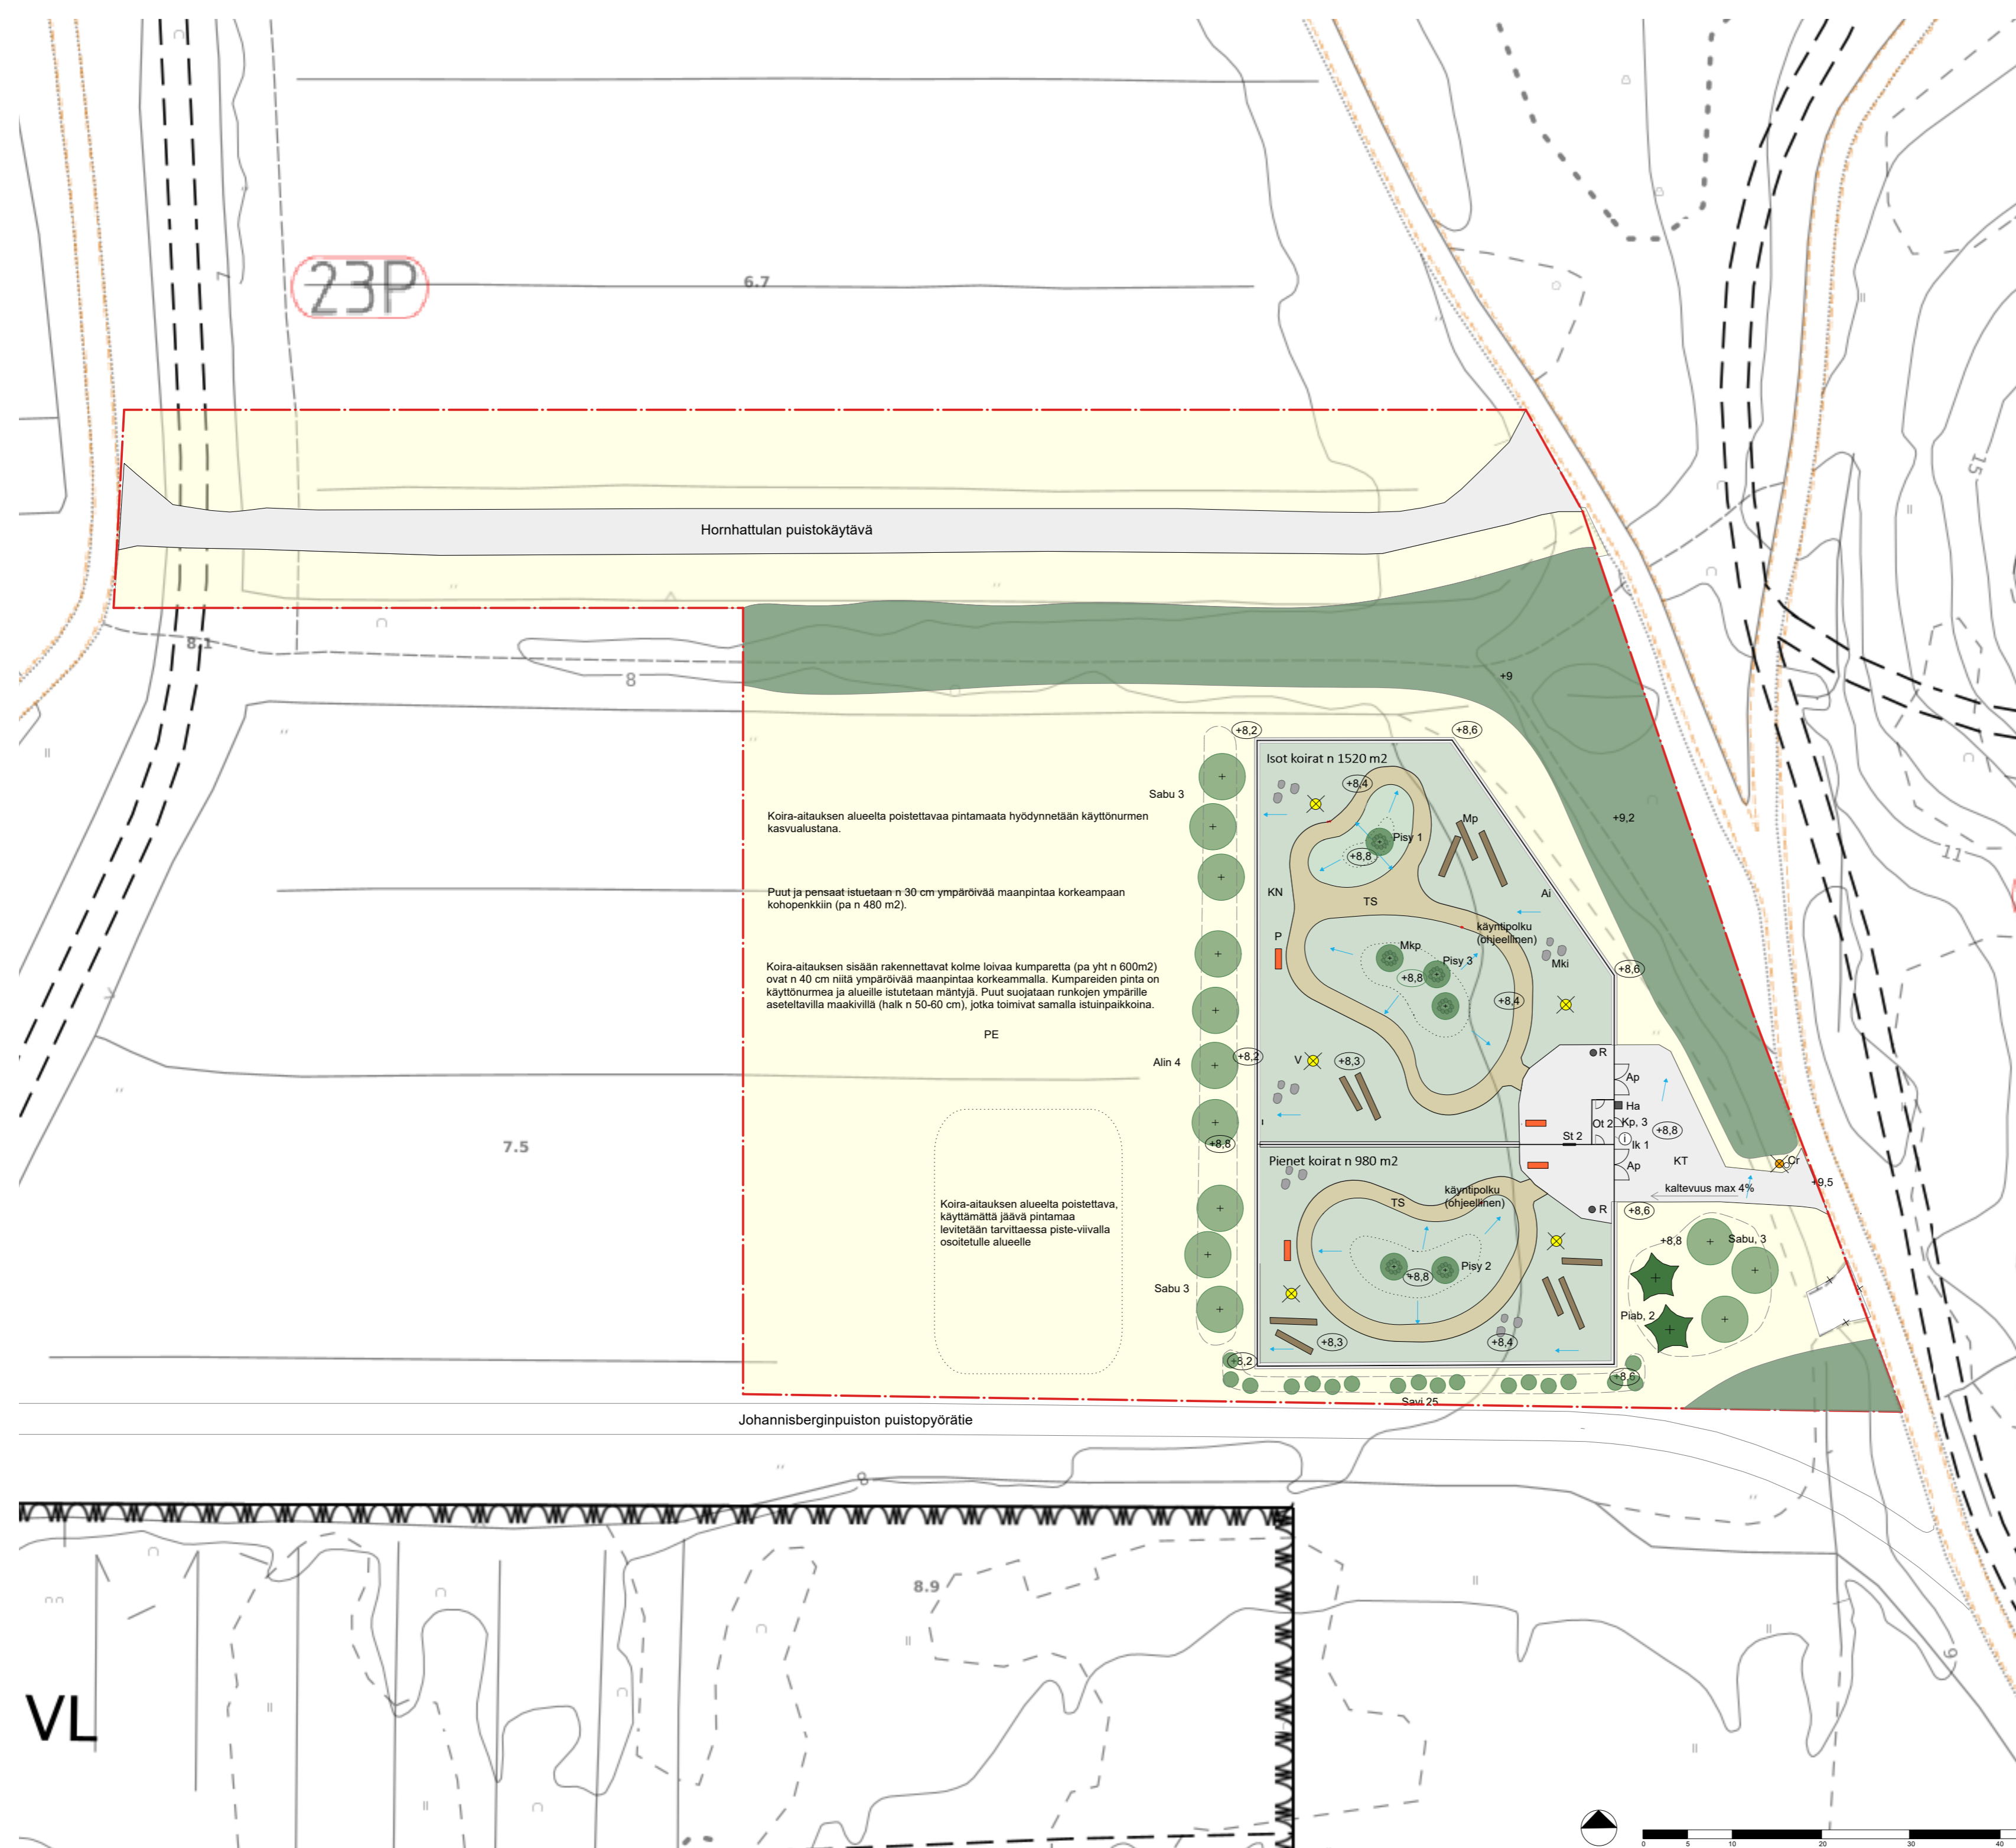 7
23P
6.7
15
Hornhattulan puistokäytävä
11
8.1
8
+9
+8,2
+8,6
Isot koirat n 1520 m2
+8,4
Sabu 3
Koira-aitauksen alueelta poistettavaa pintamaata hyödynnetään käyttönurmen
kasvualustana.
Mp
+9,2
Pisy 1
+8,8
Puut ja pensaat istuetaan n 30 cm ympäröivää maanpintaa korkeampaan
kohopenkkiin (pa n 480 m2).
KN
Ai
TS
käyntipolku
(ohjeellinen)
P
Mkp
Koira-aitauksen sisään rakennettavat kolme loivaa kumparetta (pa yht n 600m2)
ovat n 40 cm niitä ympäröivää maanpintaa korkeammalla. Kumpareiden pinta on
käyttönurmea ja alueille istutetaan mäntyjä. Puut suojataan runkojen ympärille
aseteltavilla maakivillä (halk n 50-60 cm), jotka toimivat samalla istuinpaikkoina.
Pisy 3
Mki
+8,6
+8,8
+8,4
PE
R
Alin 4
+8,2
V
+8,3
Ap
Ha
Ot 2
Kp, 3
+8,8
7.5
+8,8
St 2
i
Ik 1
Pienet koirat n 980 m2
Ap
KT
Cr
+9,5
TS
käyntipolku
(ohjeellinen)
kaltevuus max 4%
Koira-aitauksen alueelta poistettava,
käyttämättä jäävä pintamaa
levitetään tarvittaessa piste-viivalla
osoitetulle alueelle
R
+8,6
+8,8
Sabu, 3
Pisy 2
+8,8
Sabu 3
Piab, 2
+8,3
+8,4
+8,2
+8,6
Savi 25
Johannisberginpuiston puistopyörätie
8
8.9
9
VL
0 5 10 20 30 40